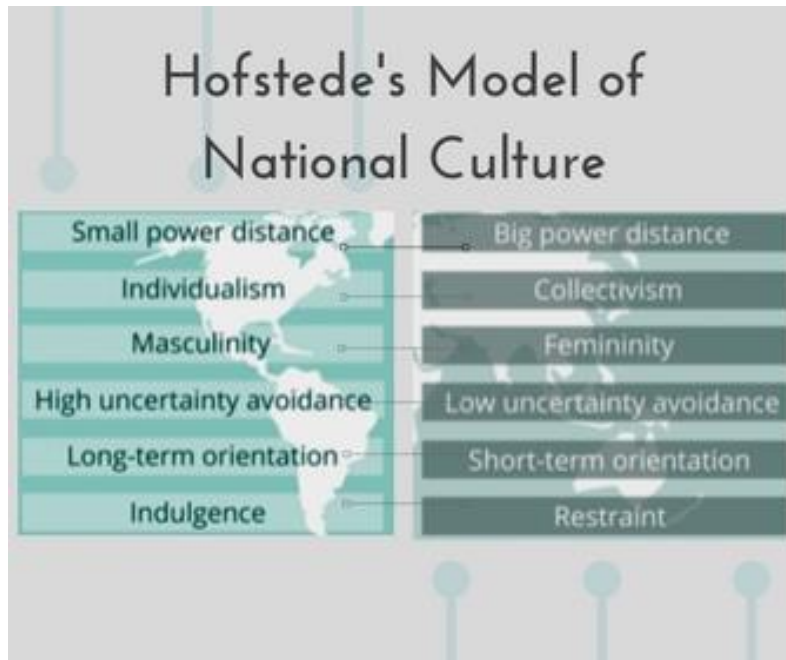 Hofstede's Model of
National Culture
Small power distance
Big power distance
Individualism
Collectivism
Masculinity
Femininity
High uncertainty avoidance
Low uncertainty avoidance
Long-term orientation
Short-term orientation
Indulgence
Restraint